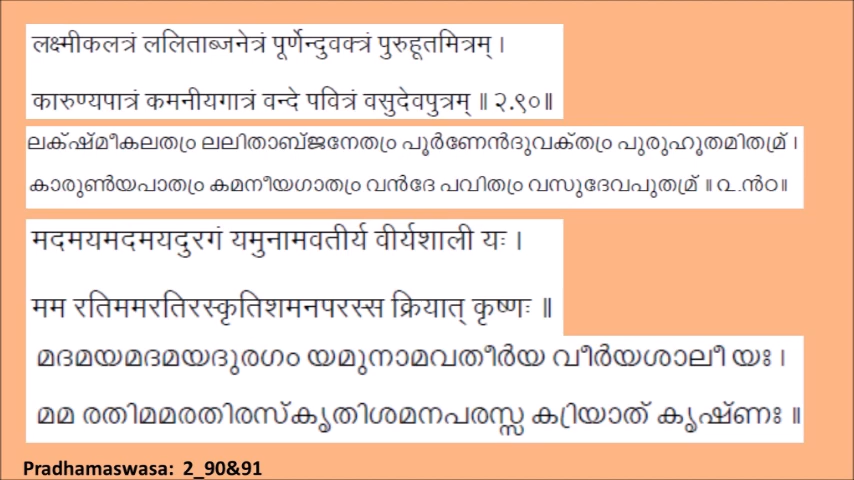 लक्ष्मीकलत्रं ललिताब्जनेत्रं पूर्णेन्दुवक्त्रं पुरुहूतमित्रम् ।
कारुण्यपात्रं कमनीयगात्रं वन्दे पवित्रं वसुदेवपुत्रम् ॥ २.९०॥
ലക്ഷ്മീകലത്രം ലലിതാബ്ജനേത്രം പൂർണേൻദുവക്ത്രം പുരുഹൂതമിത്രമ് ।
കാരുൺയപാത്രം കമനീയഗാത്രം വൻദേ പവിത്രം വസുദേവപുത്രമ് ॥ ൨.ൻ൦॥
मदमयमदमयदुरगं यमुनामवतीर्य वीर्यशाली यः ।
मम रतिममरतिरस्कृतिशमनपरस्स क्रियात् कृष्णः ॥
മദമയമദമയദുരഗം യമുനാമവതീർയ വീർയശാലീ യഃ ।
മമ രതിമമരതിരസ്കൃതിശമനപരസ്സ ക്രിയാത് കൃഷ്ണഃ ॥
Pradhamaswasa: 2_90&91